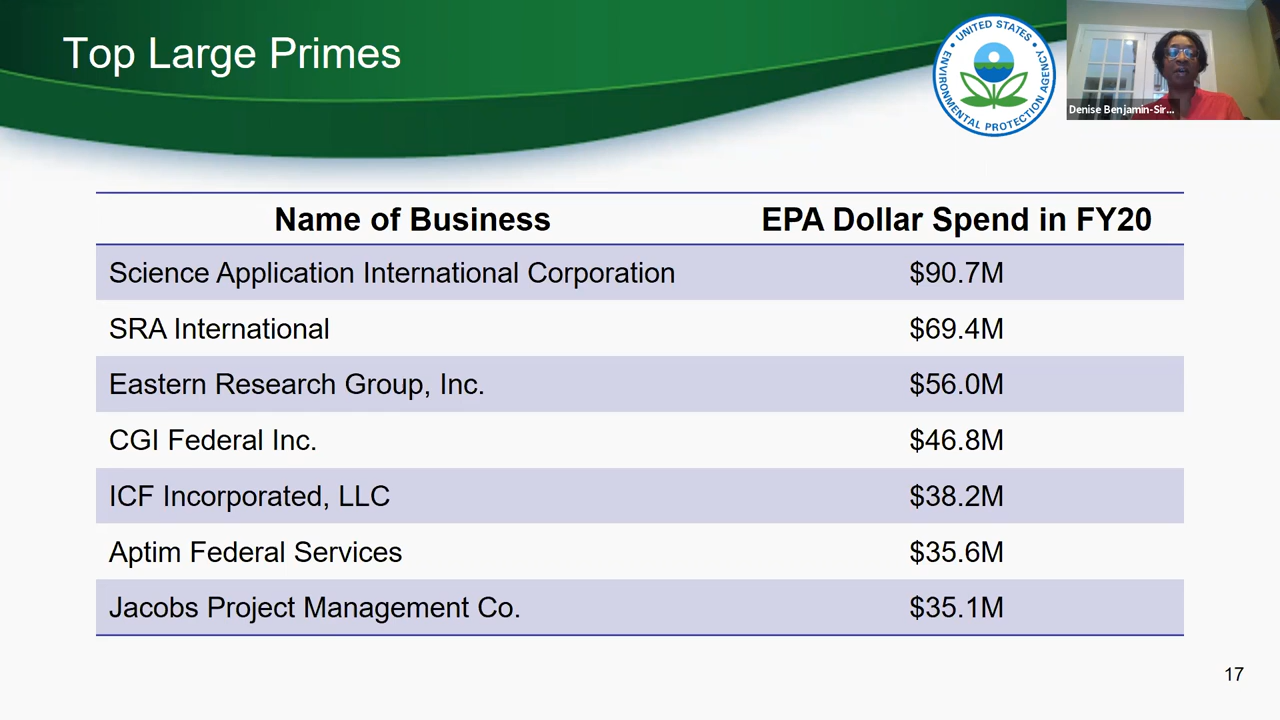 Top Large Primes
UNITED STATES
ENVIRONMENTAL PROTECTION AGENCY
Denise Benjamin-Sir...
Name of Business EPA Dollar Spend in FY20
Science Application International Corporation $90.7M
SRA International $69.4M
Eastern Research Group, Inc. $56.0M
CGI Federal Inc. $46.8M
ICF Incorporated, LLC $38.2M
Aptim Federal Services $35.6M
Jacobs Project Management Co. $35.1M
17